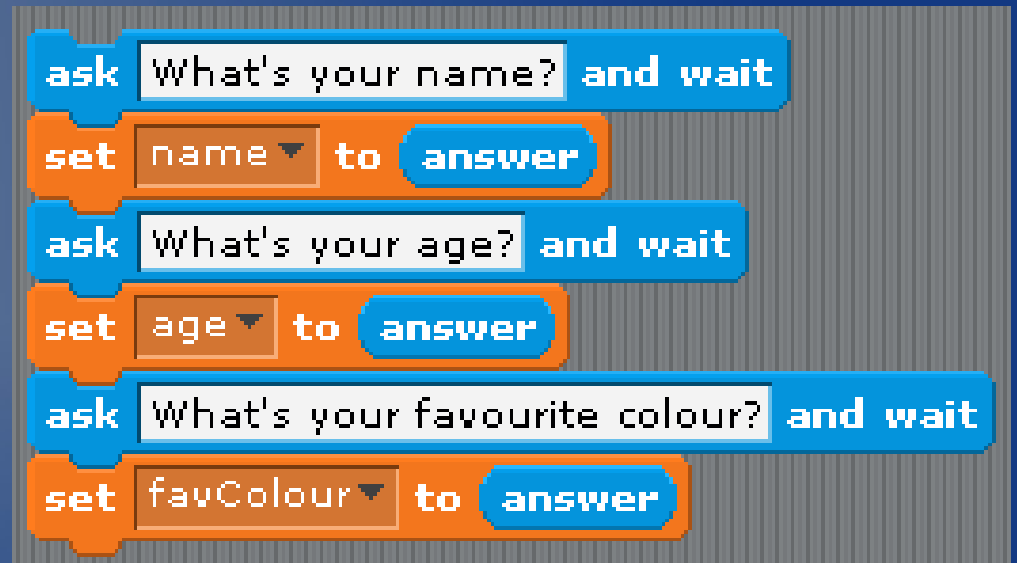 ask What's your name? and wait
set name to answer
ask What's your age? and wait
set age to answer
ask What's your favourite colour? and wait
set favColour to answer